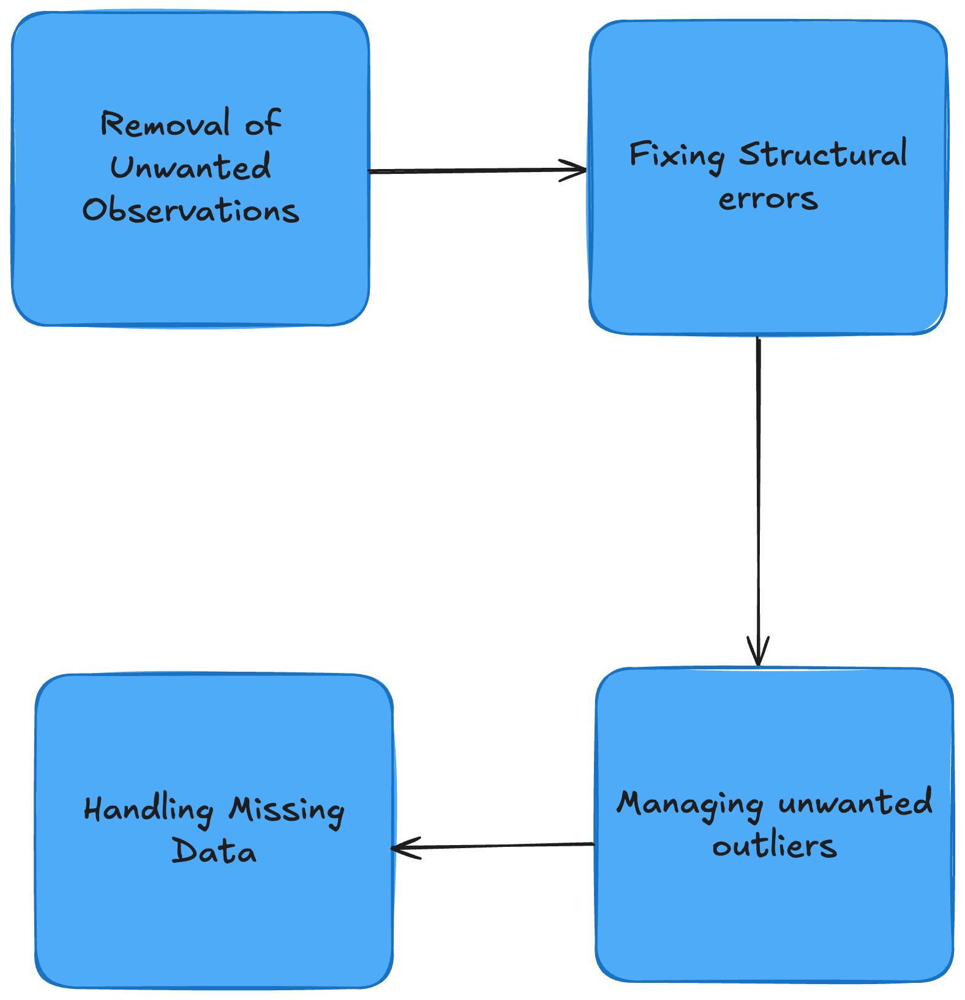 Removal of
Unwanted
Observations
Fixing Structural
errors
Managing unwanted
outliers
Handling Missing
Data